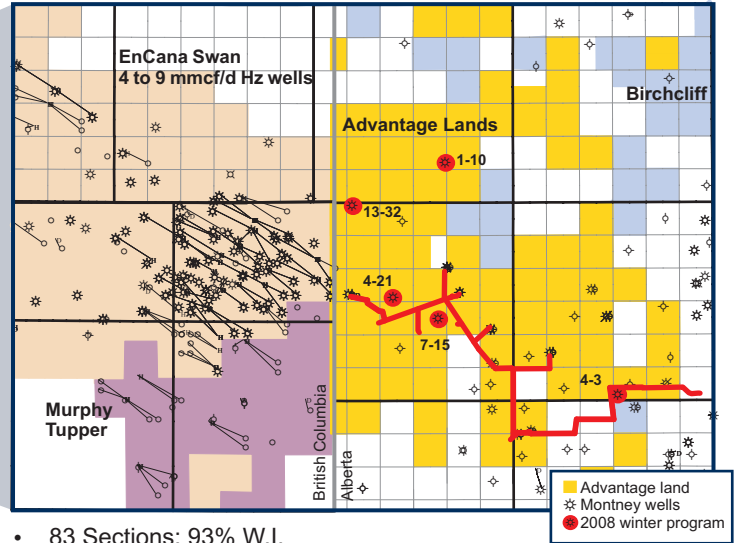 EnCana Swan
4 to 9 mmcf/d Hz wells
Birchcliff
Advantage Lands
1-10
13-32
4-21
7-15
4-3
Murphy
Tupper
British Columbia
Alberta
Advantage land
Montney wells
2008 winter program
• 83 Sections; 93% W.I.